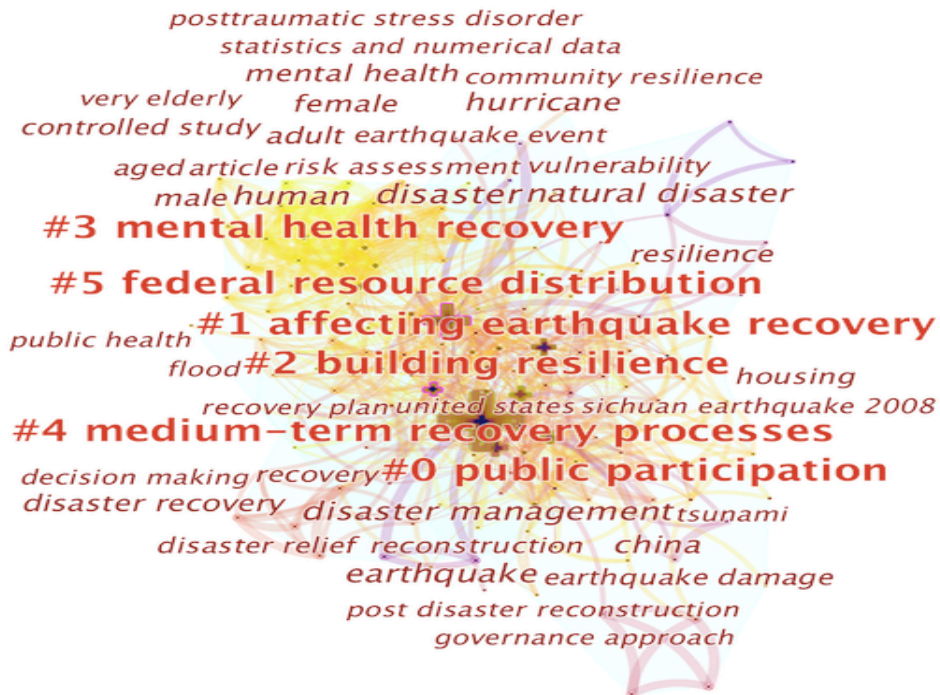 posttraumatic stress disorder
statistics and numerical data
mental health community resilience
very elderly female hurricane
controlled study adult earthquake event
aged article risk assessment vulnerability
male human disaster natural disaster
#3 mental health recovery
resilience
#5 federal resource distribution
#1 affecting earthquake recovery
public health
flood #2 building resilience housing
recovery plan united states sichuan earthquake 2008
#4 medium-term recovery processes
decision making recovery #0 public participation
disaster recovery disaster management tsunami
disaster relief reconstruction china
earthquake earthquake damage
post disaster reconstruction
governance approach